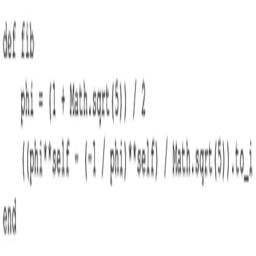 def fib
phi = (1 + Math.sqrt(5)) / 2
((phi**self - (-1 / phi)**self) / Math.sqrt(5)).to_i
end